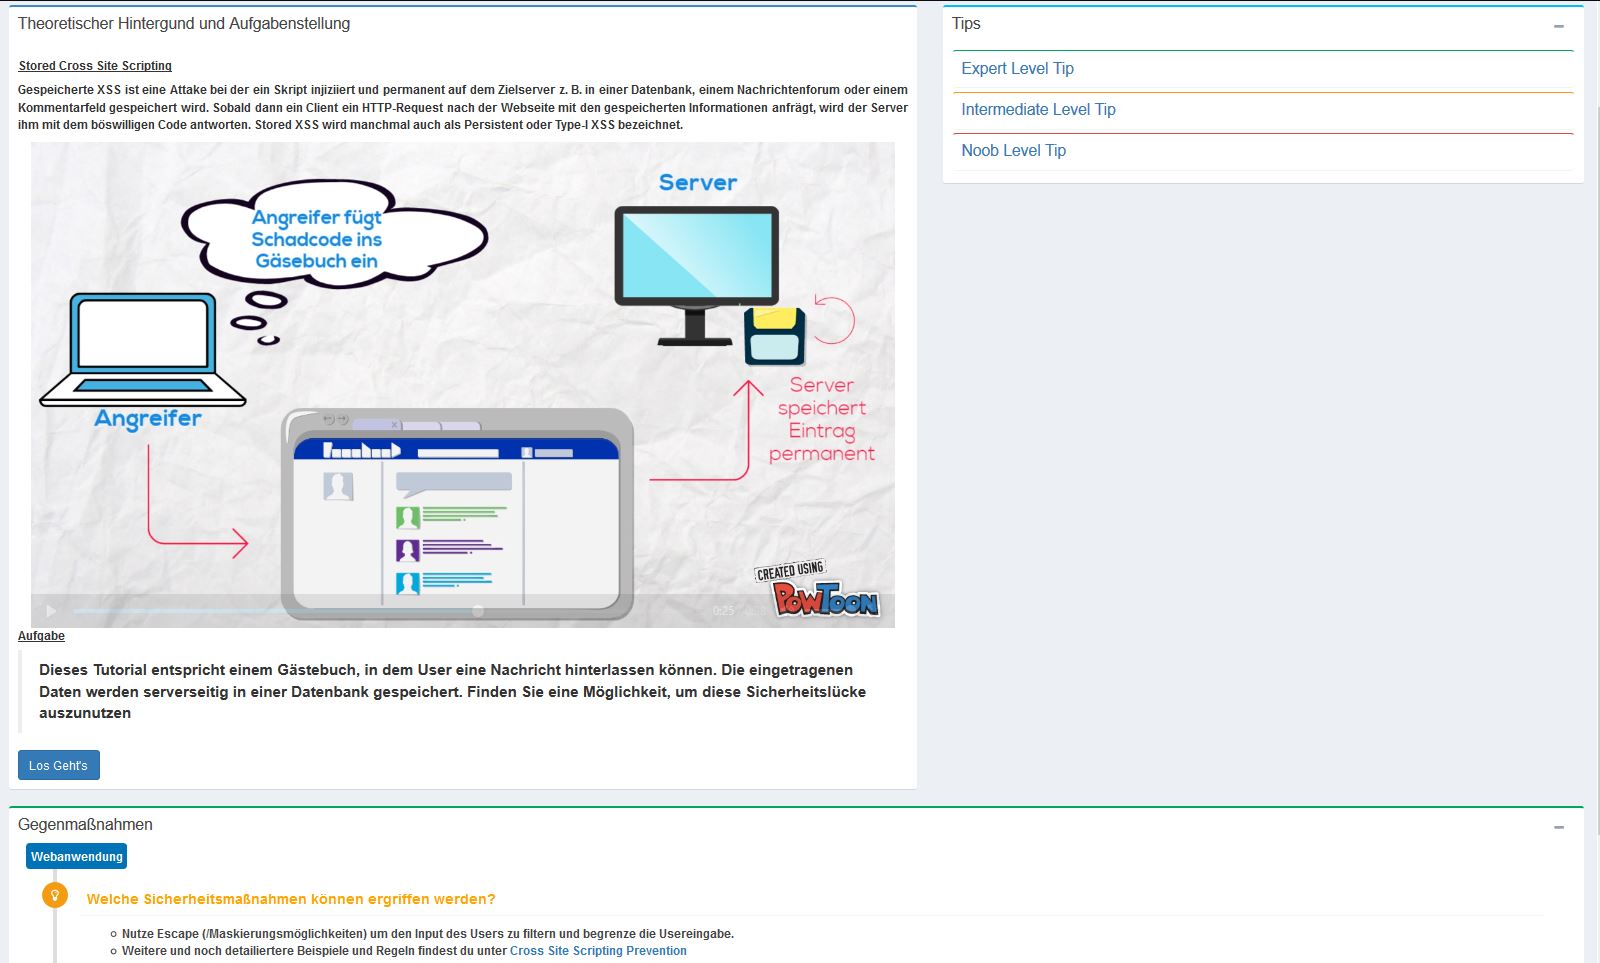 Theoretischer Hintergund und Aufgabenstellung
Stored Cross Site Scripting
Gespeicherte XSS ist eine Attake bei der ein Skript injiziert und permanent auf dem Zielserver z. B. in einer Datenbank, einem Nachrichtenforum oder einem
Kommentarfeld gespeichert wird. Sobald dann ein Client ein HTTP-Request nach der Webseite mit den gespeicherten Informationen anfrägt, wird der Server
ihm mit dem böswilligen Code antworten. Stored XSS wird manchmal auch als Persistent oder Type-I XSS bezeichnet.
Angreifer fügt
Schadcode ins
Gäsebuch ein
Server
Angreifer
Server
speichert
Eintrag
permanent
CREATED USING
POWTOON
0:25
Aufgabe
Dieses Tutorial entspricht einem Gästebuch, in dem User eine Nachricht hinterlassen können. Die eingetragenen
Daten werden serverseitig in einer Datenbank gespeichert. Finden Sie eine Möglichkeit, um diese Sicherheitslücke
auszunutzen
Los Geht's
Tips
Expert Level Tip
Intermediate Level Tip
Noob Level Tip
Gegenmaßnahmen
Webanwendung
Welche Sicherheitsmaßnahmen können ergriffen werden?
Nutze Escape (/Maskierungsmöglichkeiten) um den Input des Users zu filtern und begrenze die Usereingabe.
Weitere und noch detailiertere Beispiele und Regeln findest du unter Cross Site Scripting Prevention